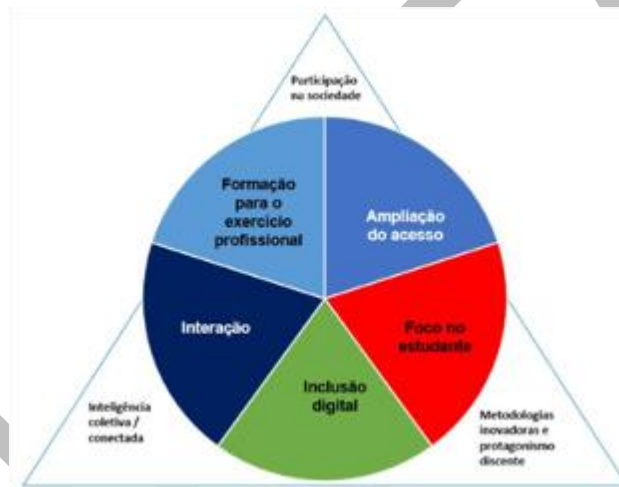 Participação
na sociedade
Formação
para o
exercício
profissional
Ampliação
do acesso
Interação
Foco no
estudante
Inclusão
digital
Inteligência
coletiva /
conectada
Metodologias
inovadoras e
protagonismo
discente